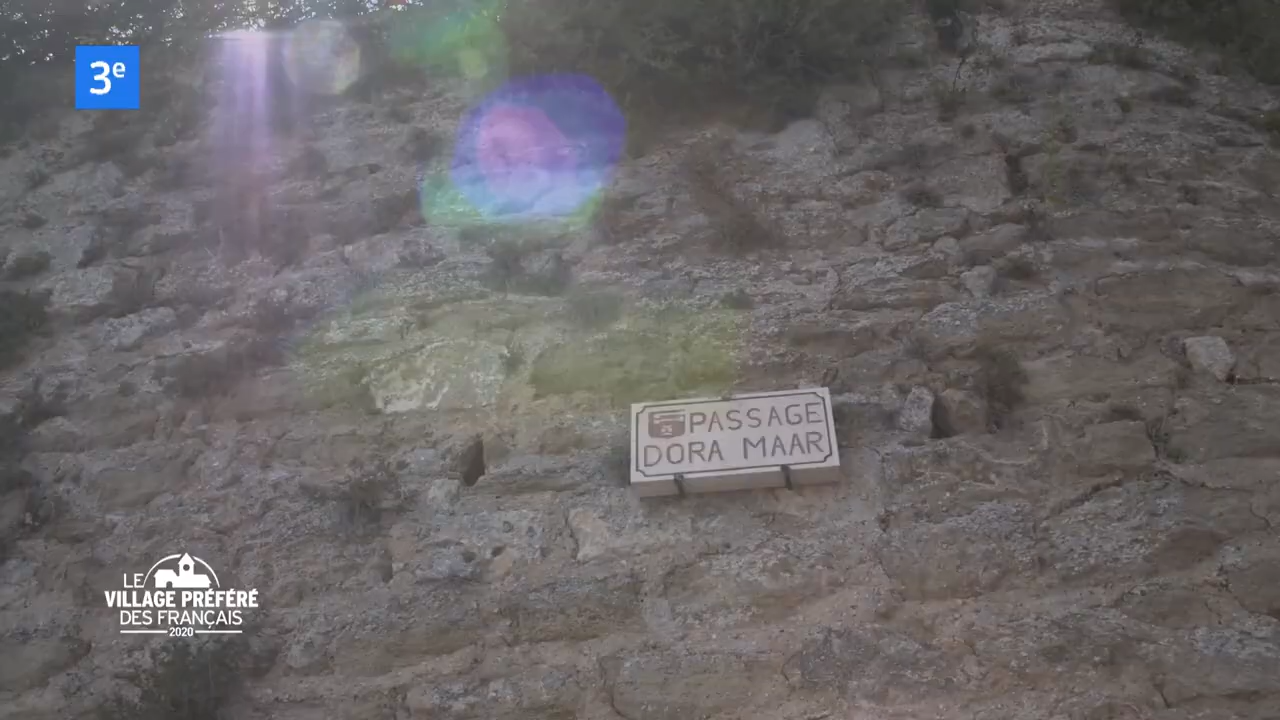 3e
PASSAGE
DORA MAAR
LE
VILLAGE PRÉFÉRÉ
DES FRANÇAIS
2020